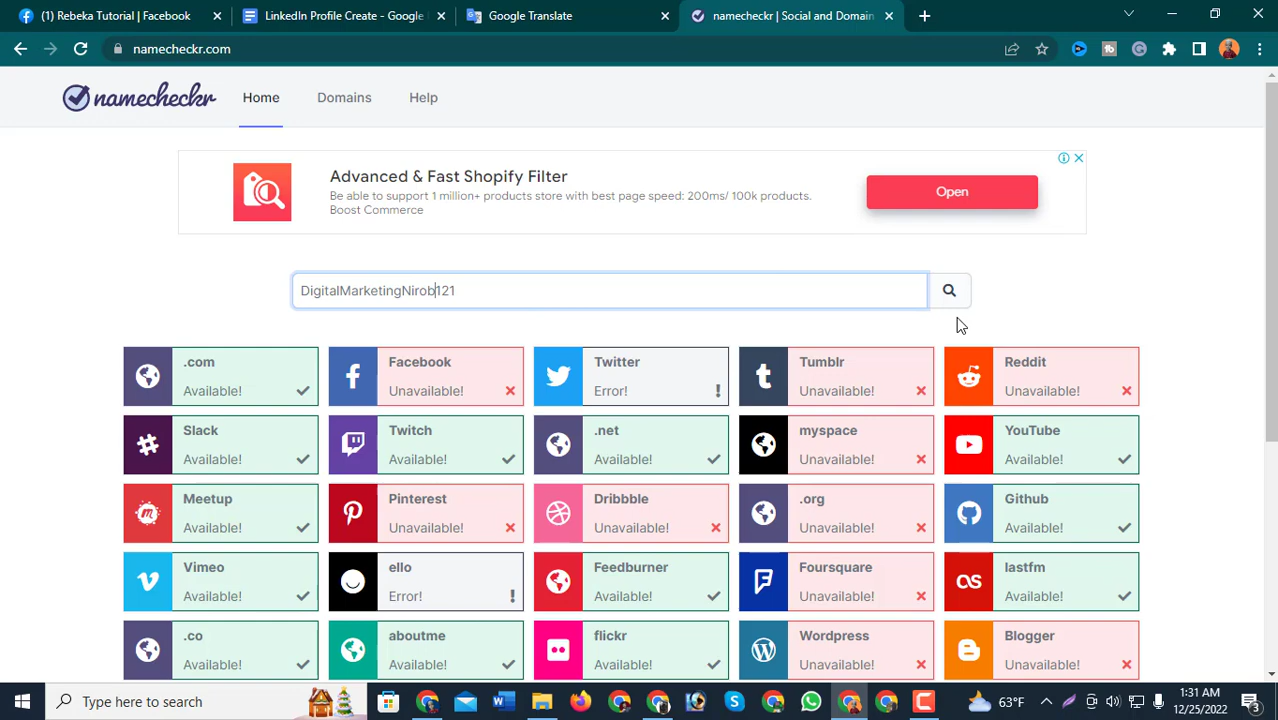 (1) Rebeka Tutorial | Facebook
LinkedIn Profile Create - Google
Google Translate
namecheckr | Social and Domain
namecheckr.com
namecheckr
Home
Domains
Help
Advanced & Fast Shopify Filter
Be able to support 1 million+ products store with best page speed: 200ms/ 100k products.
Boost Commerce
Open
DigitalMarketingNirob121
.com
Available!
Facebook
Unavailable!
Twitter
Error!
Tumblr
Unavailable!
Reddit
Unavailable!
Slack
Available!
Twitch
Available!
.net
Available!
myspace
Unavailable!
YouTube
Available!
Meetup
Available!
Pinterest
Unavailable!
Dribbble
Unavailable!
.org
Unavailable!
Github
Available!
Vimeo
Available!
ello
Error!
Feedburner
Available!
Foursquare
Unavailable!
lastfm
Available!
.co
Available!
aboutme
Available!
flickr
Available!
Wordpress
Unavailable!
Blogger
Unavailable!
Type here to search
63°F
1:31 AM
12/25/2022
3